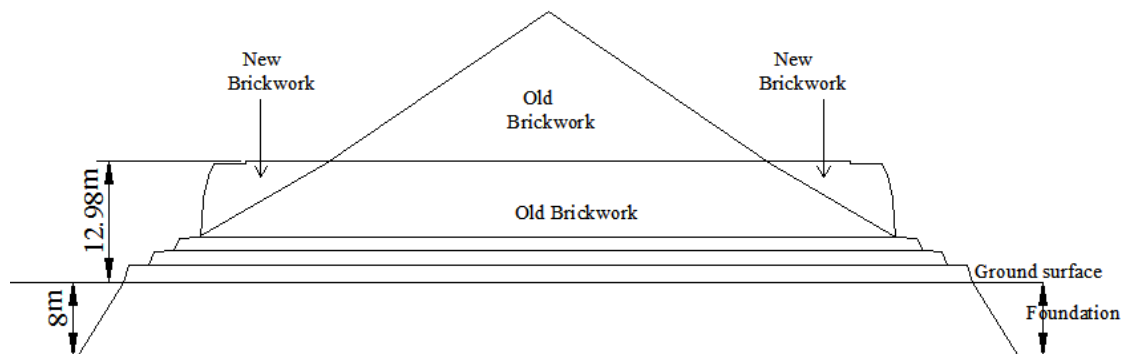 New
Brickwork
New
Brickwork
Old
Brickwork
12.98m
Old Brickwork
Ground surface
8m
Foundation